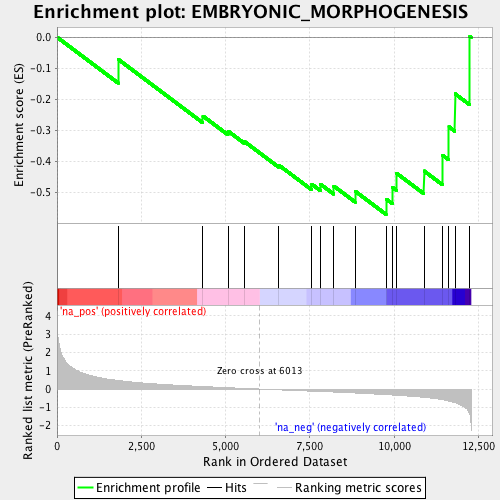 Enrichment plot: EMBRYONIC_MORPHOGENESIS
Enrichment score (ES)
0.0
-0.1
-0.2
-0.3
-0.4
-0.5
'na_pos' (positively correlated)
Ranked list metric (PreRanked)
4
3
2
1
0
-1
-2
Zero cross at 6013
'na_neg' (negatively correlated)
0
2,500
5,000
7,500
10,000
12,500
Rank in Ordered Dataset
Enrichment profile
Hits
Ranking metric scores